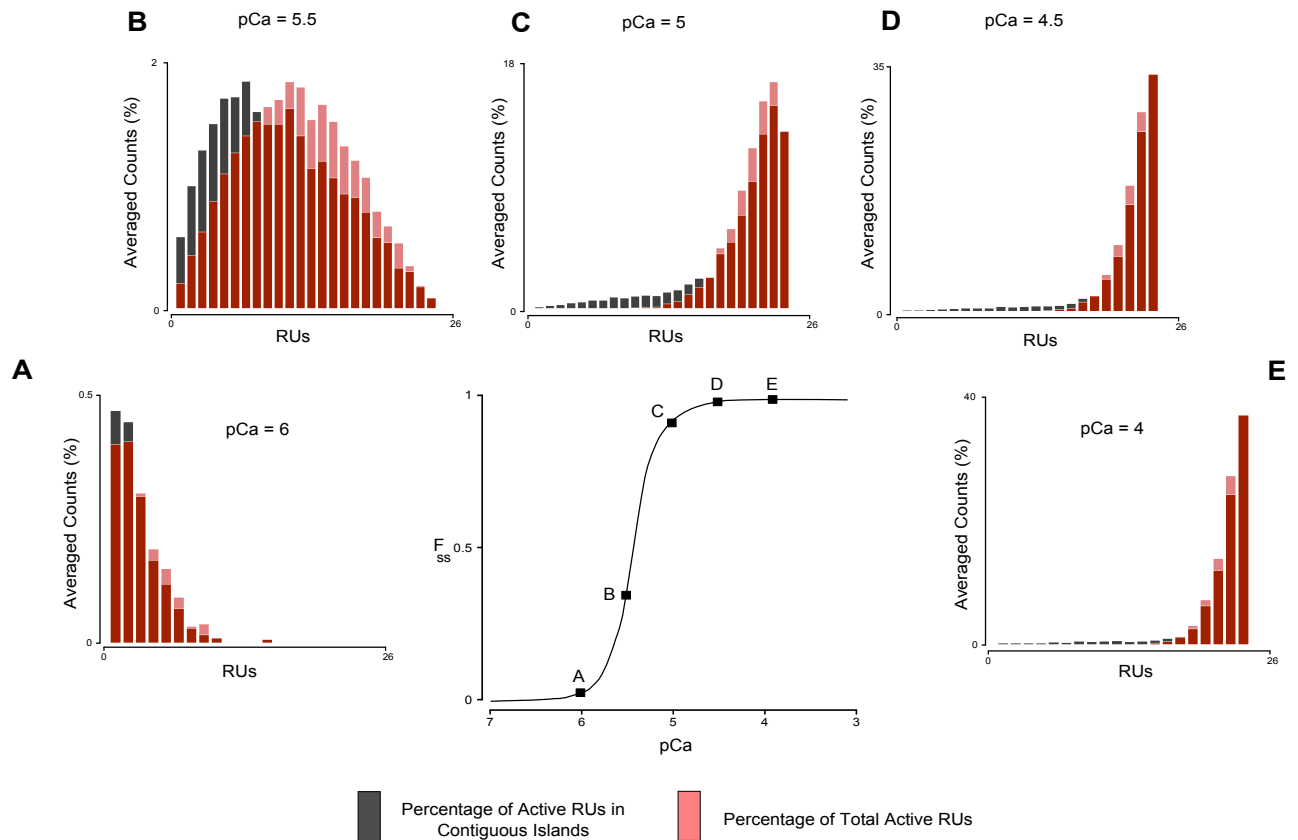 B
pCa = 5.5
2
Averaged Counts (%)
0
0
26
RUs
C
pCa = 5
18
Averaged Counts (%)
0
0
26
RUs
D
pCa = 4.5
35
Averaged Counts (%)
0
0
26
RUs
A
0.5
pCa = 6
Averaged Counts (%)
0
0
26
RUs
1
0.5
0
F
ss
A
B
C
D
E
7
6
5
4
3
pCa
E
40
pCa = 4
Averaged Counts (%)
0
0
26
RUs
Percentage of Active RUs in
Contiguous Islands
Percentage of Total Active RUs